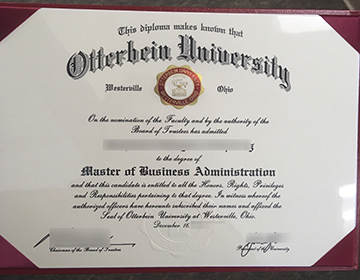 This diploma makes known that
Otterbein University
Westerville Ohio
On the nomination of the Faculty and by the authority of the
Board of Trustees has admitted
to the degree of
Master of Business Administration
and that this candidate is entitled to all the Honors, Rights, Privileges
and Responsibilities pertaining to that degree. In witness whereof the
authorized officers have hereunto subscribed their names and affixed the
Seal of Otterbein University at Westerville, Ohio.
December 16,
Chairman of the Board of Trustees
President of the University